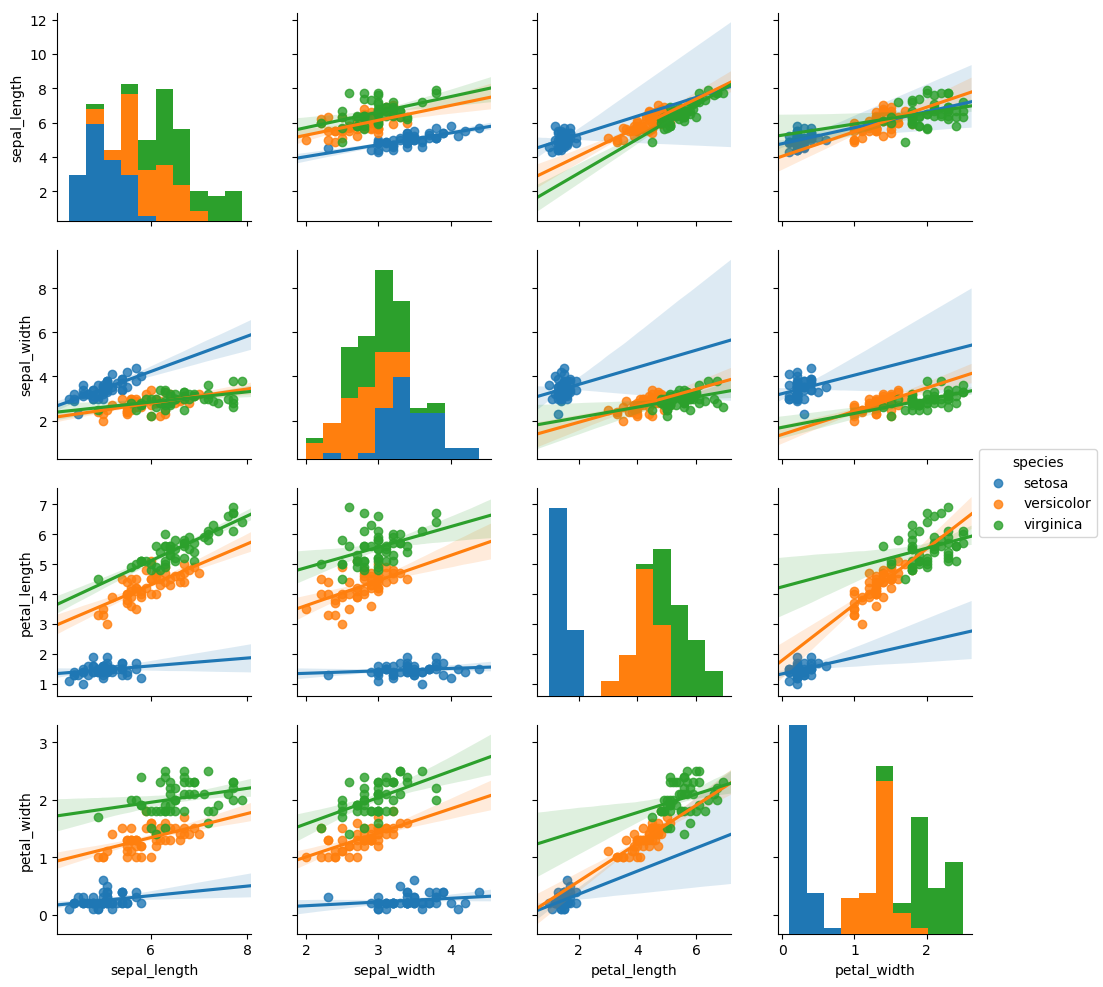 12
10
8
6
4
2
sepal_length
8
6
4
2
sepal_width
species
setosa
versicolor
virginica
7
6
5
4
3
2
1
petal_length
3
2
1
0
petal_width
6 8
2 3 4
2 4 6
0 1 2
sepal_length
sepal_width
petal_length
petal_width